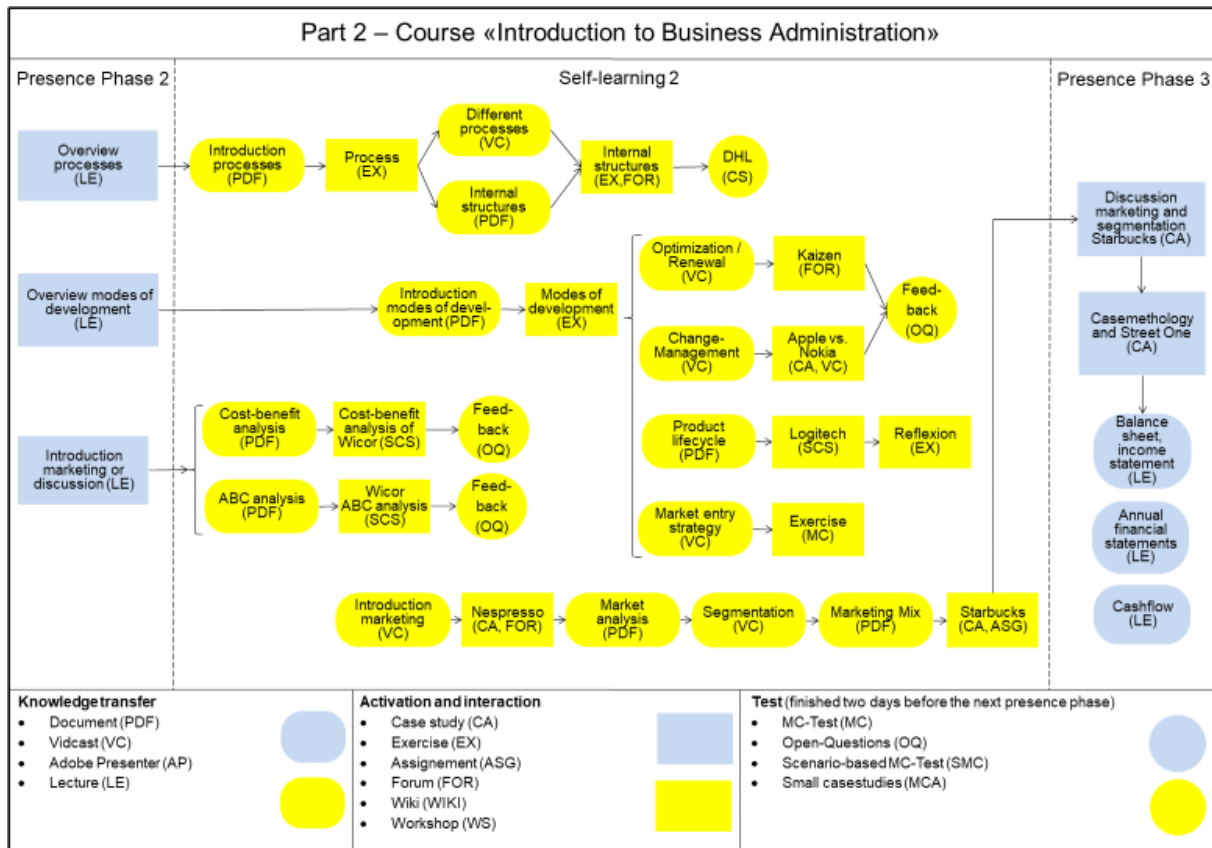 Part 2 – Course «Introduction to Business Administration»
Presence Phase 2
Self-learning 2
Presence Phase 3
Overview
processes
(LE)
Introduction
processes
(PDF)
Process
(EX)
Different
processes
(VC)
Internal
structures
(PDF)
Internal
structures
(EX,FOR)
DHL
(CS)
Overview modes of
development
(LE)
Introduction
modes of devel-
opment (PDF)
Modes of
development
(EX)
Optimization /
Renewal
(VC)
Kaizen
(FOR)
Feed-
back
(OQ)
Change-
Management
(VC)
Apple vs.
Nokia
(CA, VC)
Product
lifecycle
(PDF)
Logitech
(SCS)
Reflexion
(EX)
Market entry
strategy
(VC)
Exercise
(MC)
Introduction
marketing or
discussion (LE)
Cost-benefit
analysis
(PDF)
Cost-benefit
analysis of
Wicor (SCS)
Feed-
back
(OQ)
ABC analysis
(PDF)
Wicor
ABC analysis
(SCS)
Feed-
back
(OQ)
Introduction
marketing
(VC)
Nespresso
(CA, FOR)
Market
analysis
(PDF)
Segmentation
(VC)
Marketing Mix
(PDF)
Starbucks
(CA, ASG)
Discussion
marketing and
segmentation
Starbucks (CA)
Casemethology
and Street One
(CA)
Balance
sheet,
income
statement
(LE)
Annual
financial
statements
(LE)
Cashflow
(LE)
Knowledge transfer
• Document (PDF)
• Vidcast (VC)
• Adobe Presenter (AP)
• Lecture (LE)
Activation and interaction
• Case study (CA)
• Exercise (EX)
• Assignement (ASG)
• Forum (FOR)
• Wiki (WIKI)
• Workshop (WS)
Test (finished two days before the next presence phase)
• MC-Test (MC)
• Open-Questions (OQ)
• Scenario-based MC-Test (SMC)
• Small casestudies (MCA)